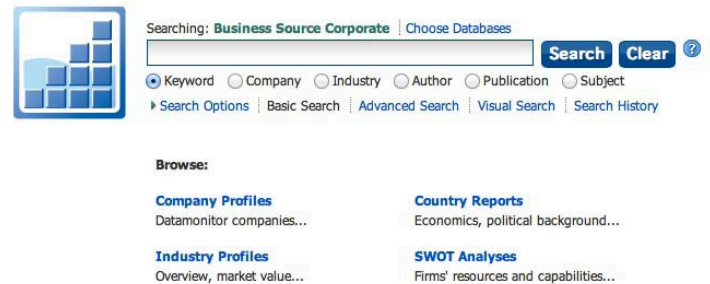 Searching: Business Source Corporate Choose Databases
Search Clear ?
Keyword Company Industry Author Publication Subject
Search Options Basic Search Advanced Search Visual Search Search History
Browse:
Company Profiles Country Reports
Datamonitor companies... Economics, political background...
Industry Profiles SWOT Analyses
Overview, market value... Firms' resources and capabilities...